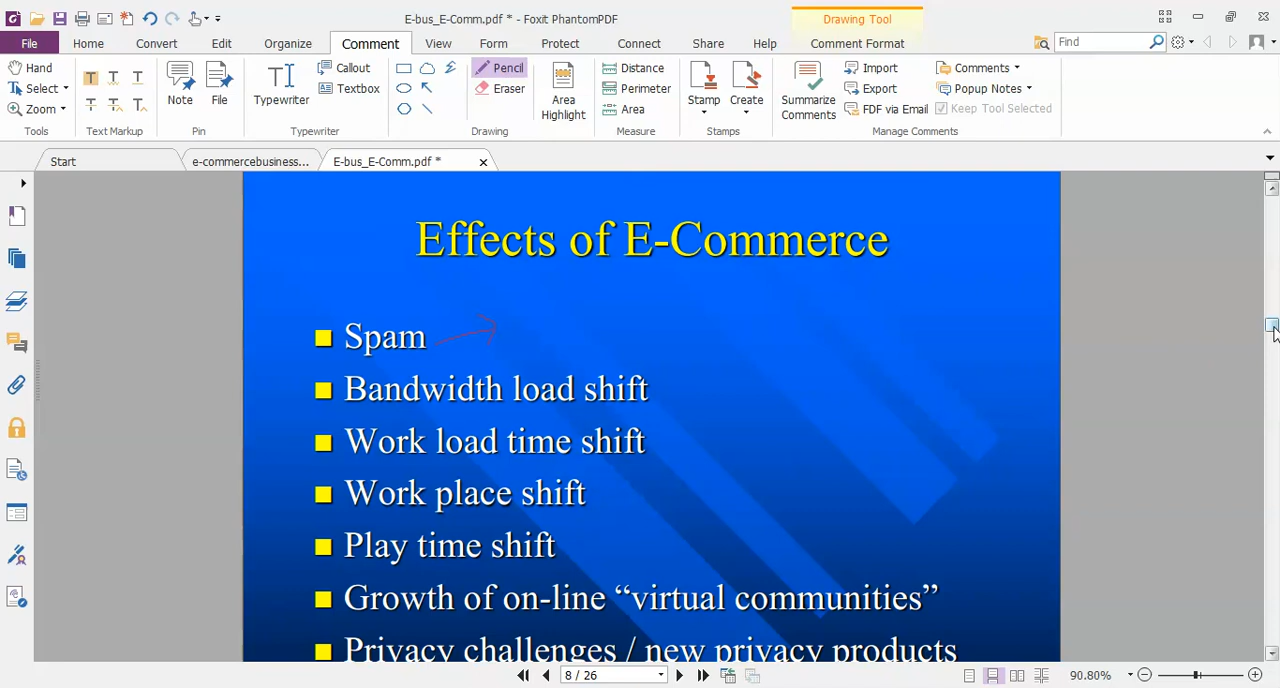 E-bus_E-Comm.pdf * - Foxit PhantomPDF
Drawing Tool
File Home Convert Edit Organize Comment View Form Protect Connect Share Help Comment Format Find
Hand Callout Pencil Distance Import Comments
Select Textbox Eraser Perimeter Export Popup Notes
Zoom Note File Typewriter Area Highlight Area Stamp Create Summarize Comments FDF via Email Keep Tool Selected
Tools Text Markup Pin Typewriter Drawing Measure Stamps Manage Comments
Start e-commercebusiness... E-bus_E-Comm.pdf *
Effects of E-Commerce
Spam
Bandwidth load shift
Work load time shift
Work place shift
Play time shift
Growth of on-line “virtual communities”
Privacy challenges / new privacy products
8 / 26 90.80%